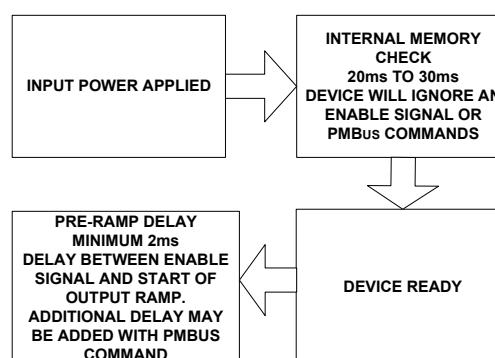 INPUT POWER APPLIED
INTERNAL MEMORY
CHECK
20ms TO 30ms
DEVICE WILL IGNORE AN
ENABLE SIGNAL OR
PMBUS COMMANDS
PRE-RAMP DELAY
MINIMUM 2ms
DELAY BETWEEN ENABLE
SIGNAL AND START OF
OUTPUT RAMP.
ADDITIONAL DELAY MAY
BE ADDED WITH PMBUS
COMMAND
DEVICE READY